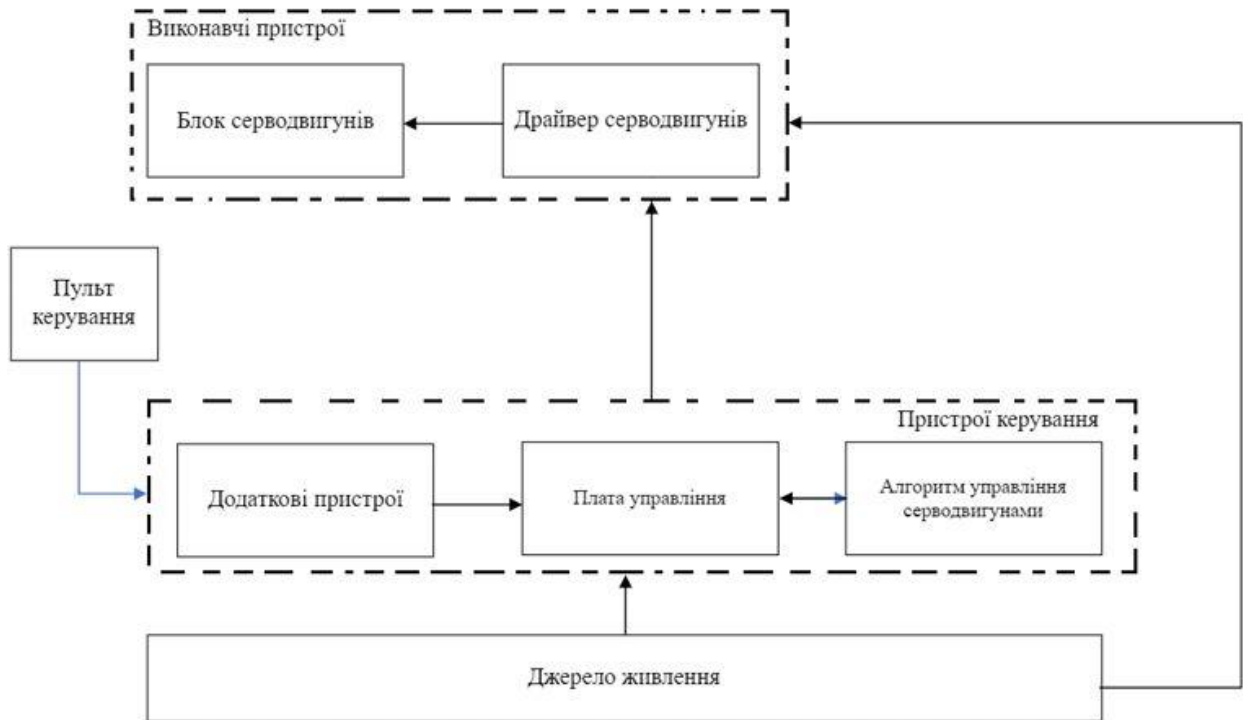 Виконавчі пристрої
Блок серводвигунів
Драйвер серводвигунів
Пульт
керування
Пристрої керування
Додаткові пристрої
Плата управління
Алгоритм управління
серводвигунами
Джерело живлення